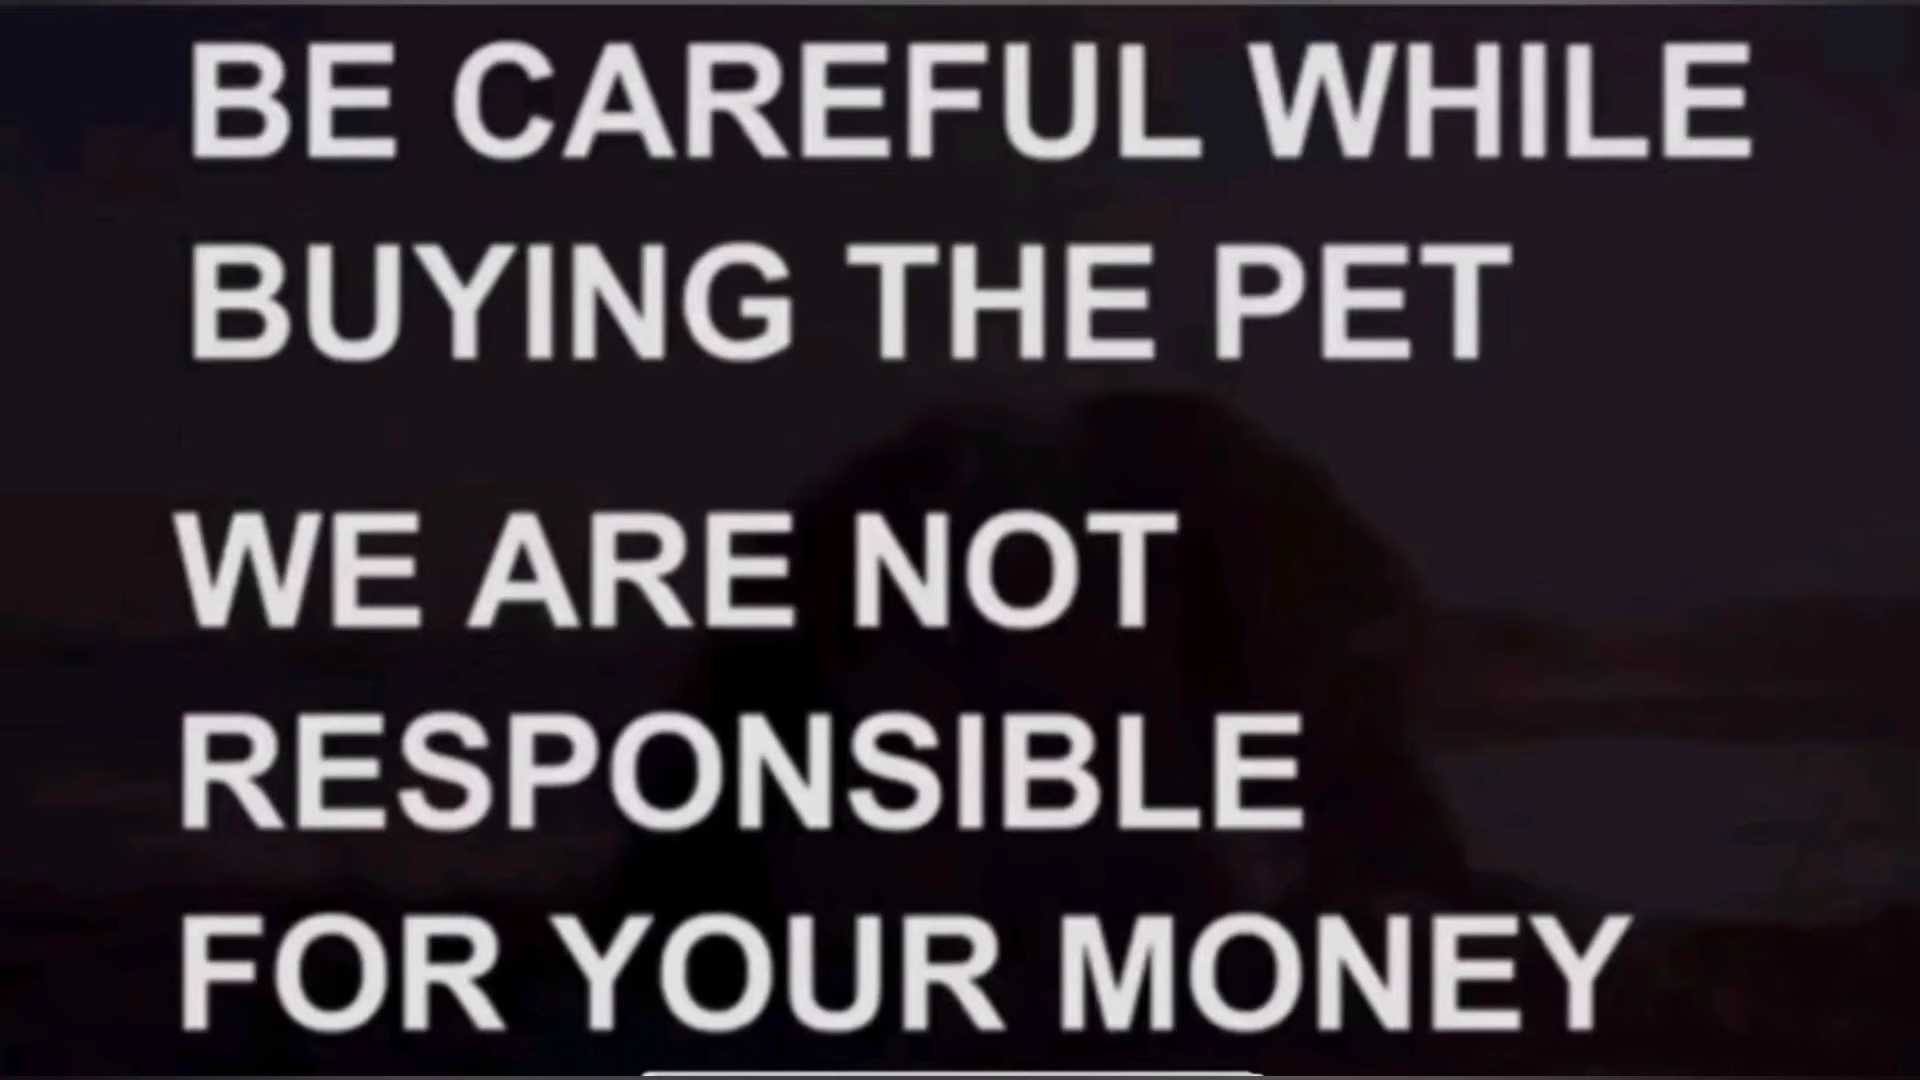 BE CAREFUL WHILE
BUYING THE PET
WE ARE NOT
RESPONSIBLE
FOR YOUR MONEY